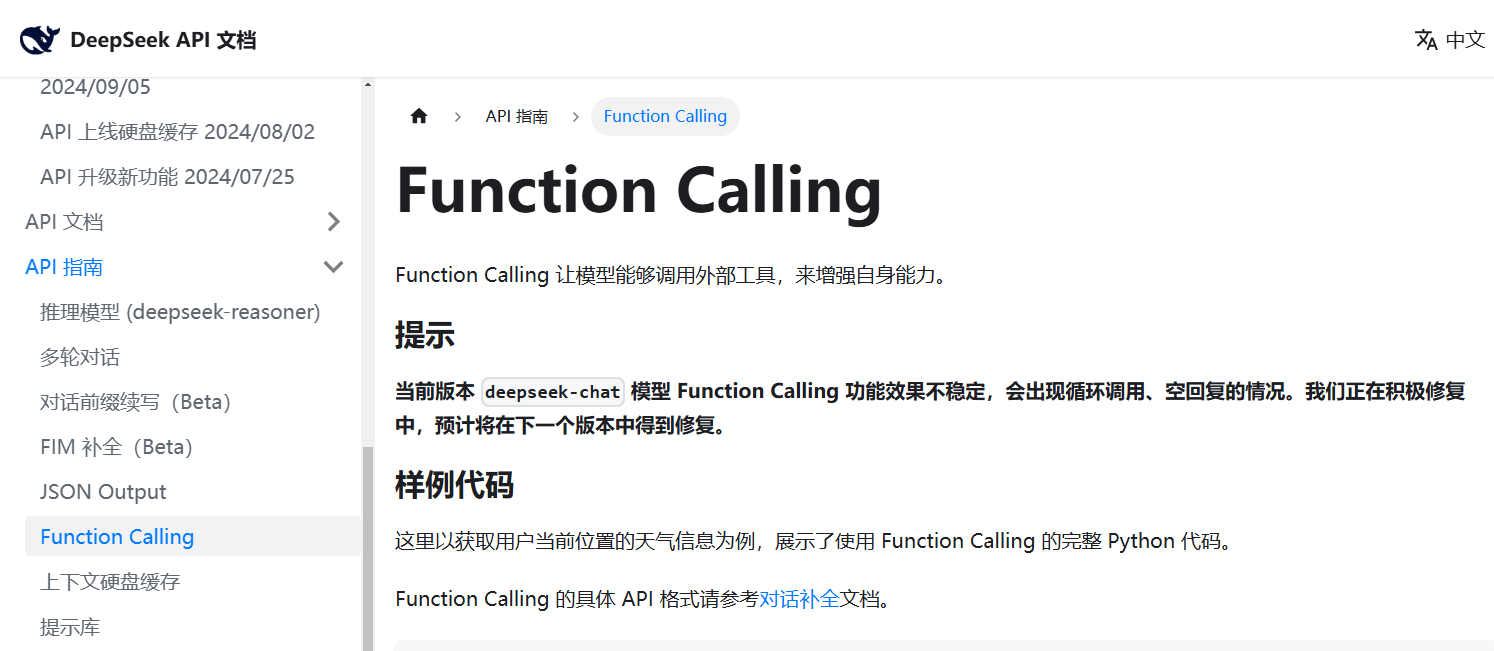 DeepSeek API 文档
中文
2024/09/05
API 上线硬盘缓存 2024/08/02
API 升级新功能 2024/07/25
API 文档
API 指南
推理模型 (deepseek-reasoner)
多轮对话
对话前缀续写（Beta）
FIM 补全（Beta）
JSON Output
Function Calling
上下文硬盘缓存
提示库
API 指南
Function Calling
Function Calling
Function Calling 让模型能够调用外部工具，来增强自身能力。
提示
当前版本 deepseek-chat 模型 Function Calling 功能效果不稳定，会出现循环调用、空回复的情况。我们正在积极修复
中，预计将在下一个版本中得到修复。
样例代码
这里以获取用户当前位置的天气信息为例，展示了使用 Function Calling 的完整 Python 代码。
Function Calling 的具体 API 格式请参考对话补全文档。